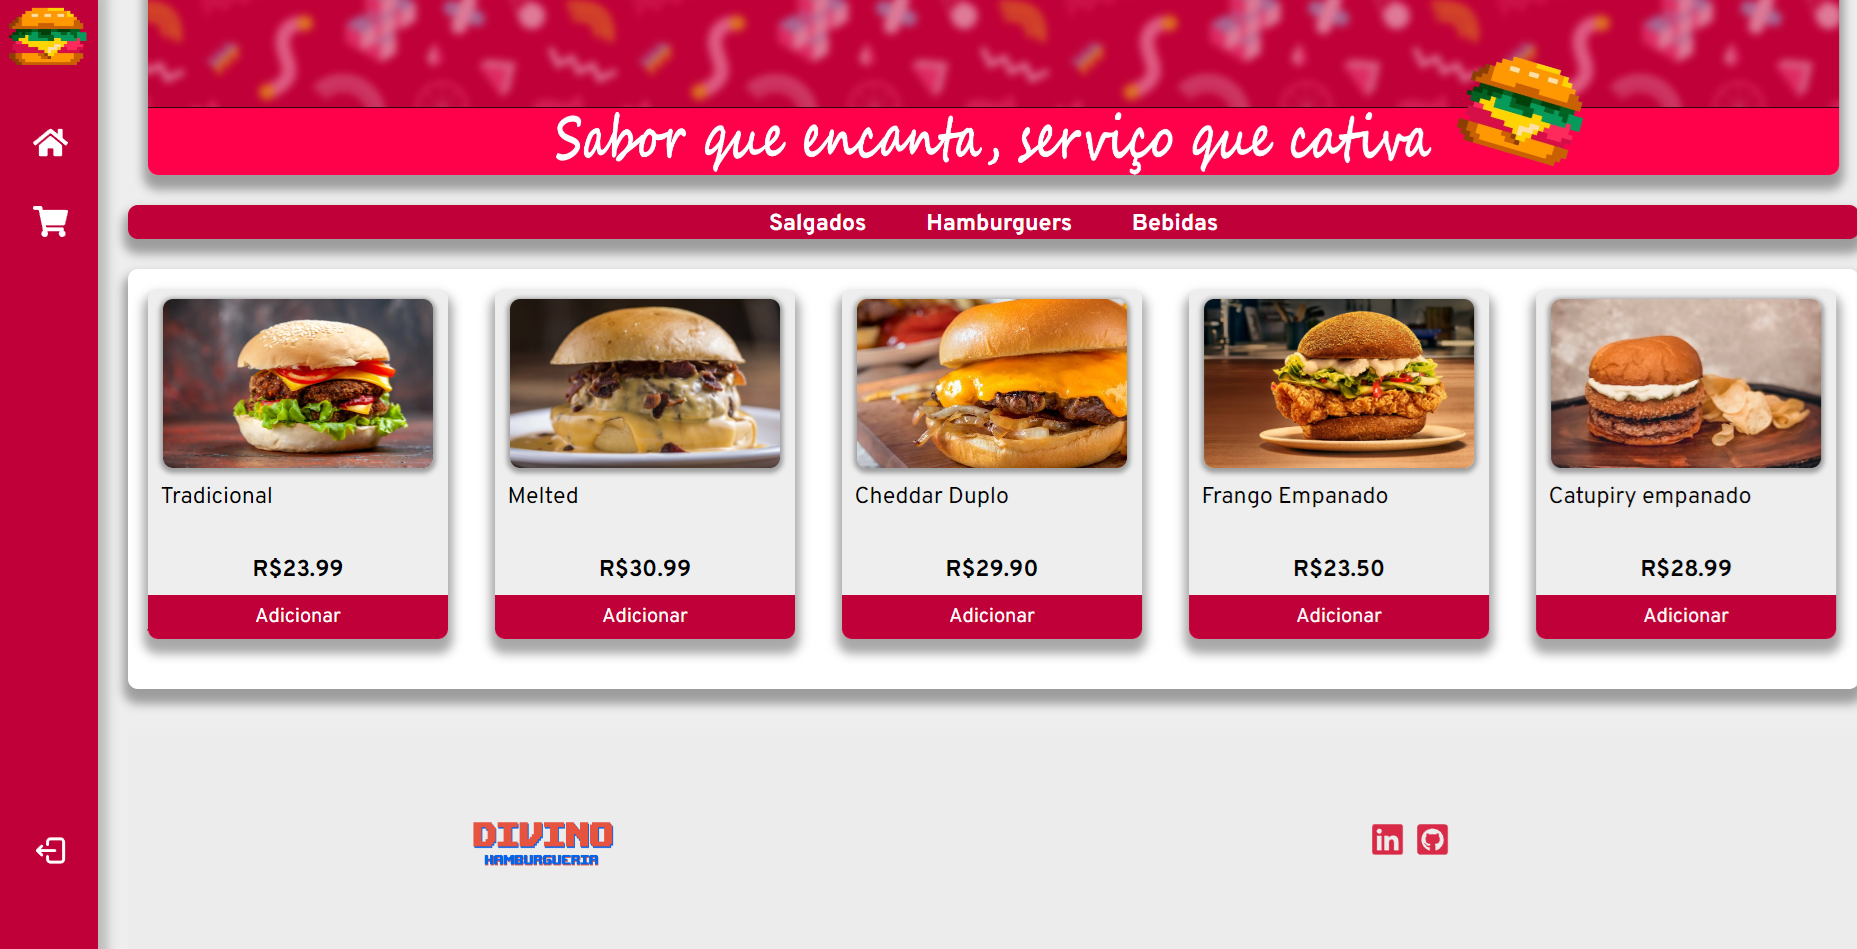 Sabor que encanta, serviço que cativa
Salgados Hamburguers Bebidas
Tradicional
R$23.99
Adicionar
Melted
R$30.99
Adicionar
Cheddar Duplo
R$29.90
Adicionar
Frango Empanado
R$23.50
Adicionar
Catupiry empanado
R$28.99
Adicionar
DIVINO
HAMBURGUERIA
in